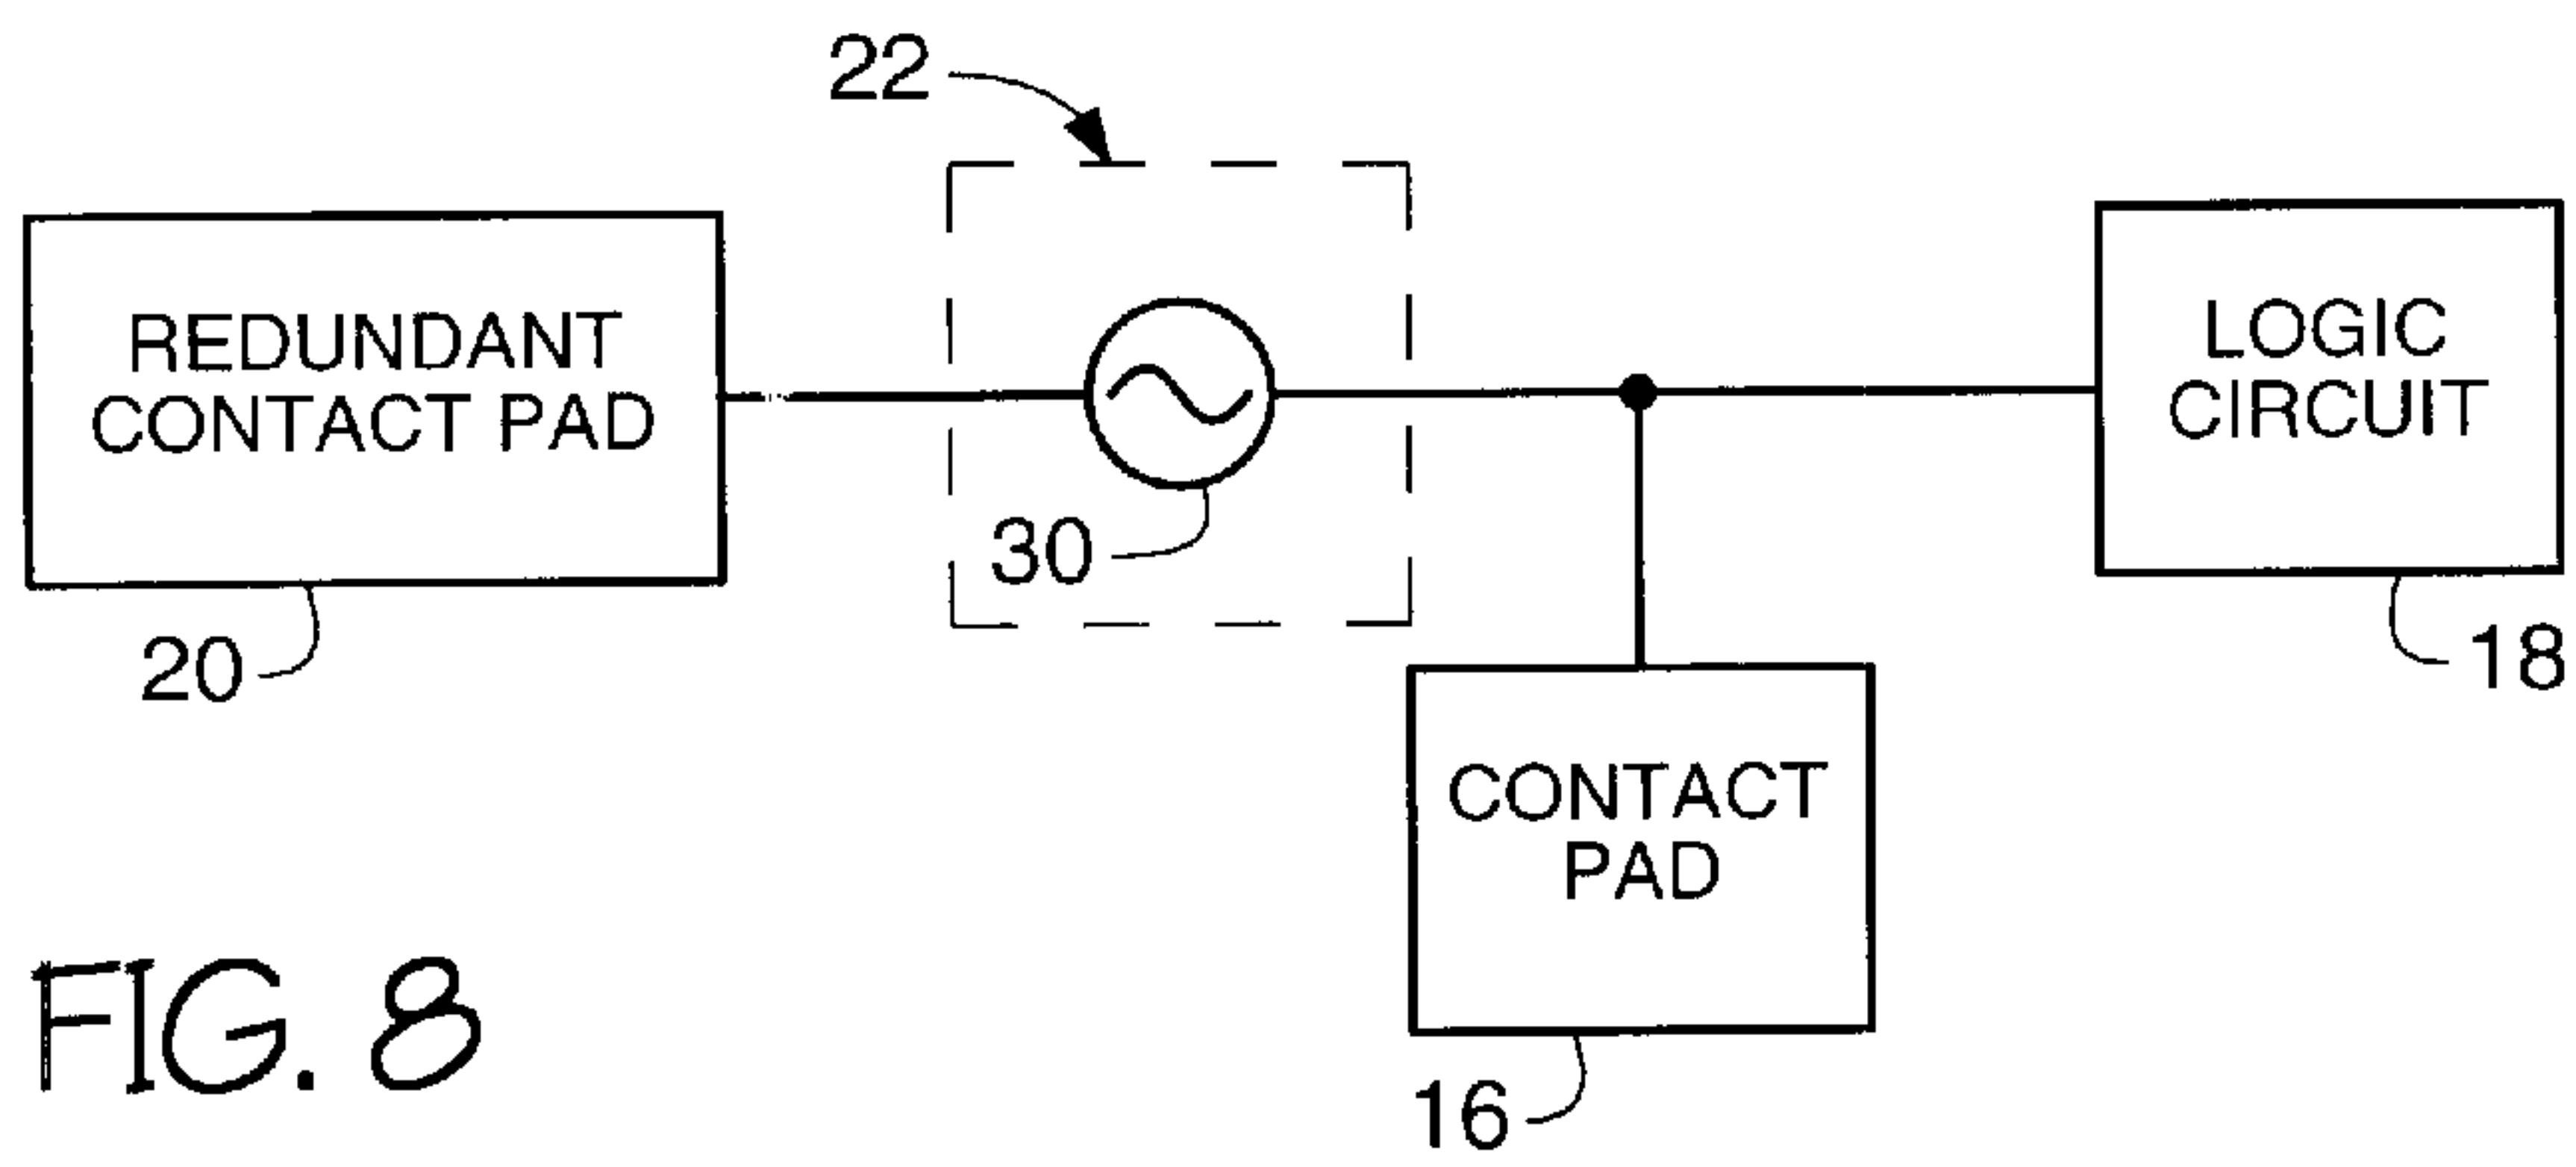 22
REDUNDANT
CONTACT PAD
LOGIC
CIRCUIT
30
20
18
CONTACT
PAD
16
FIG. 8